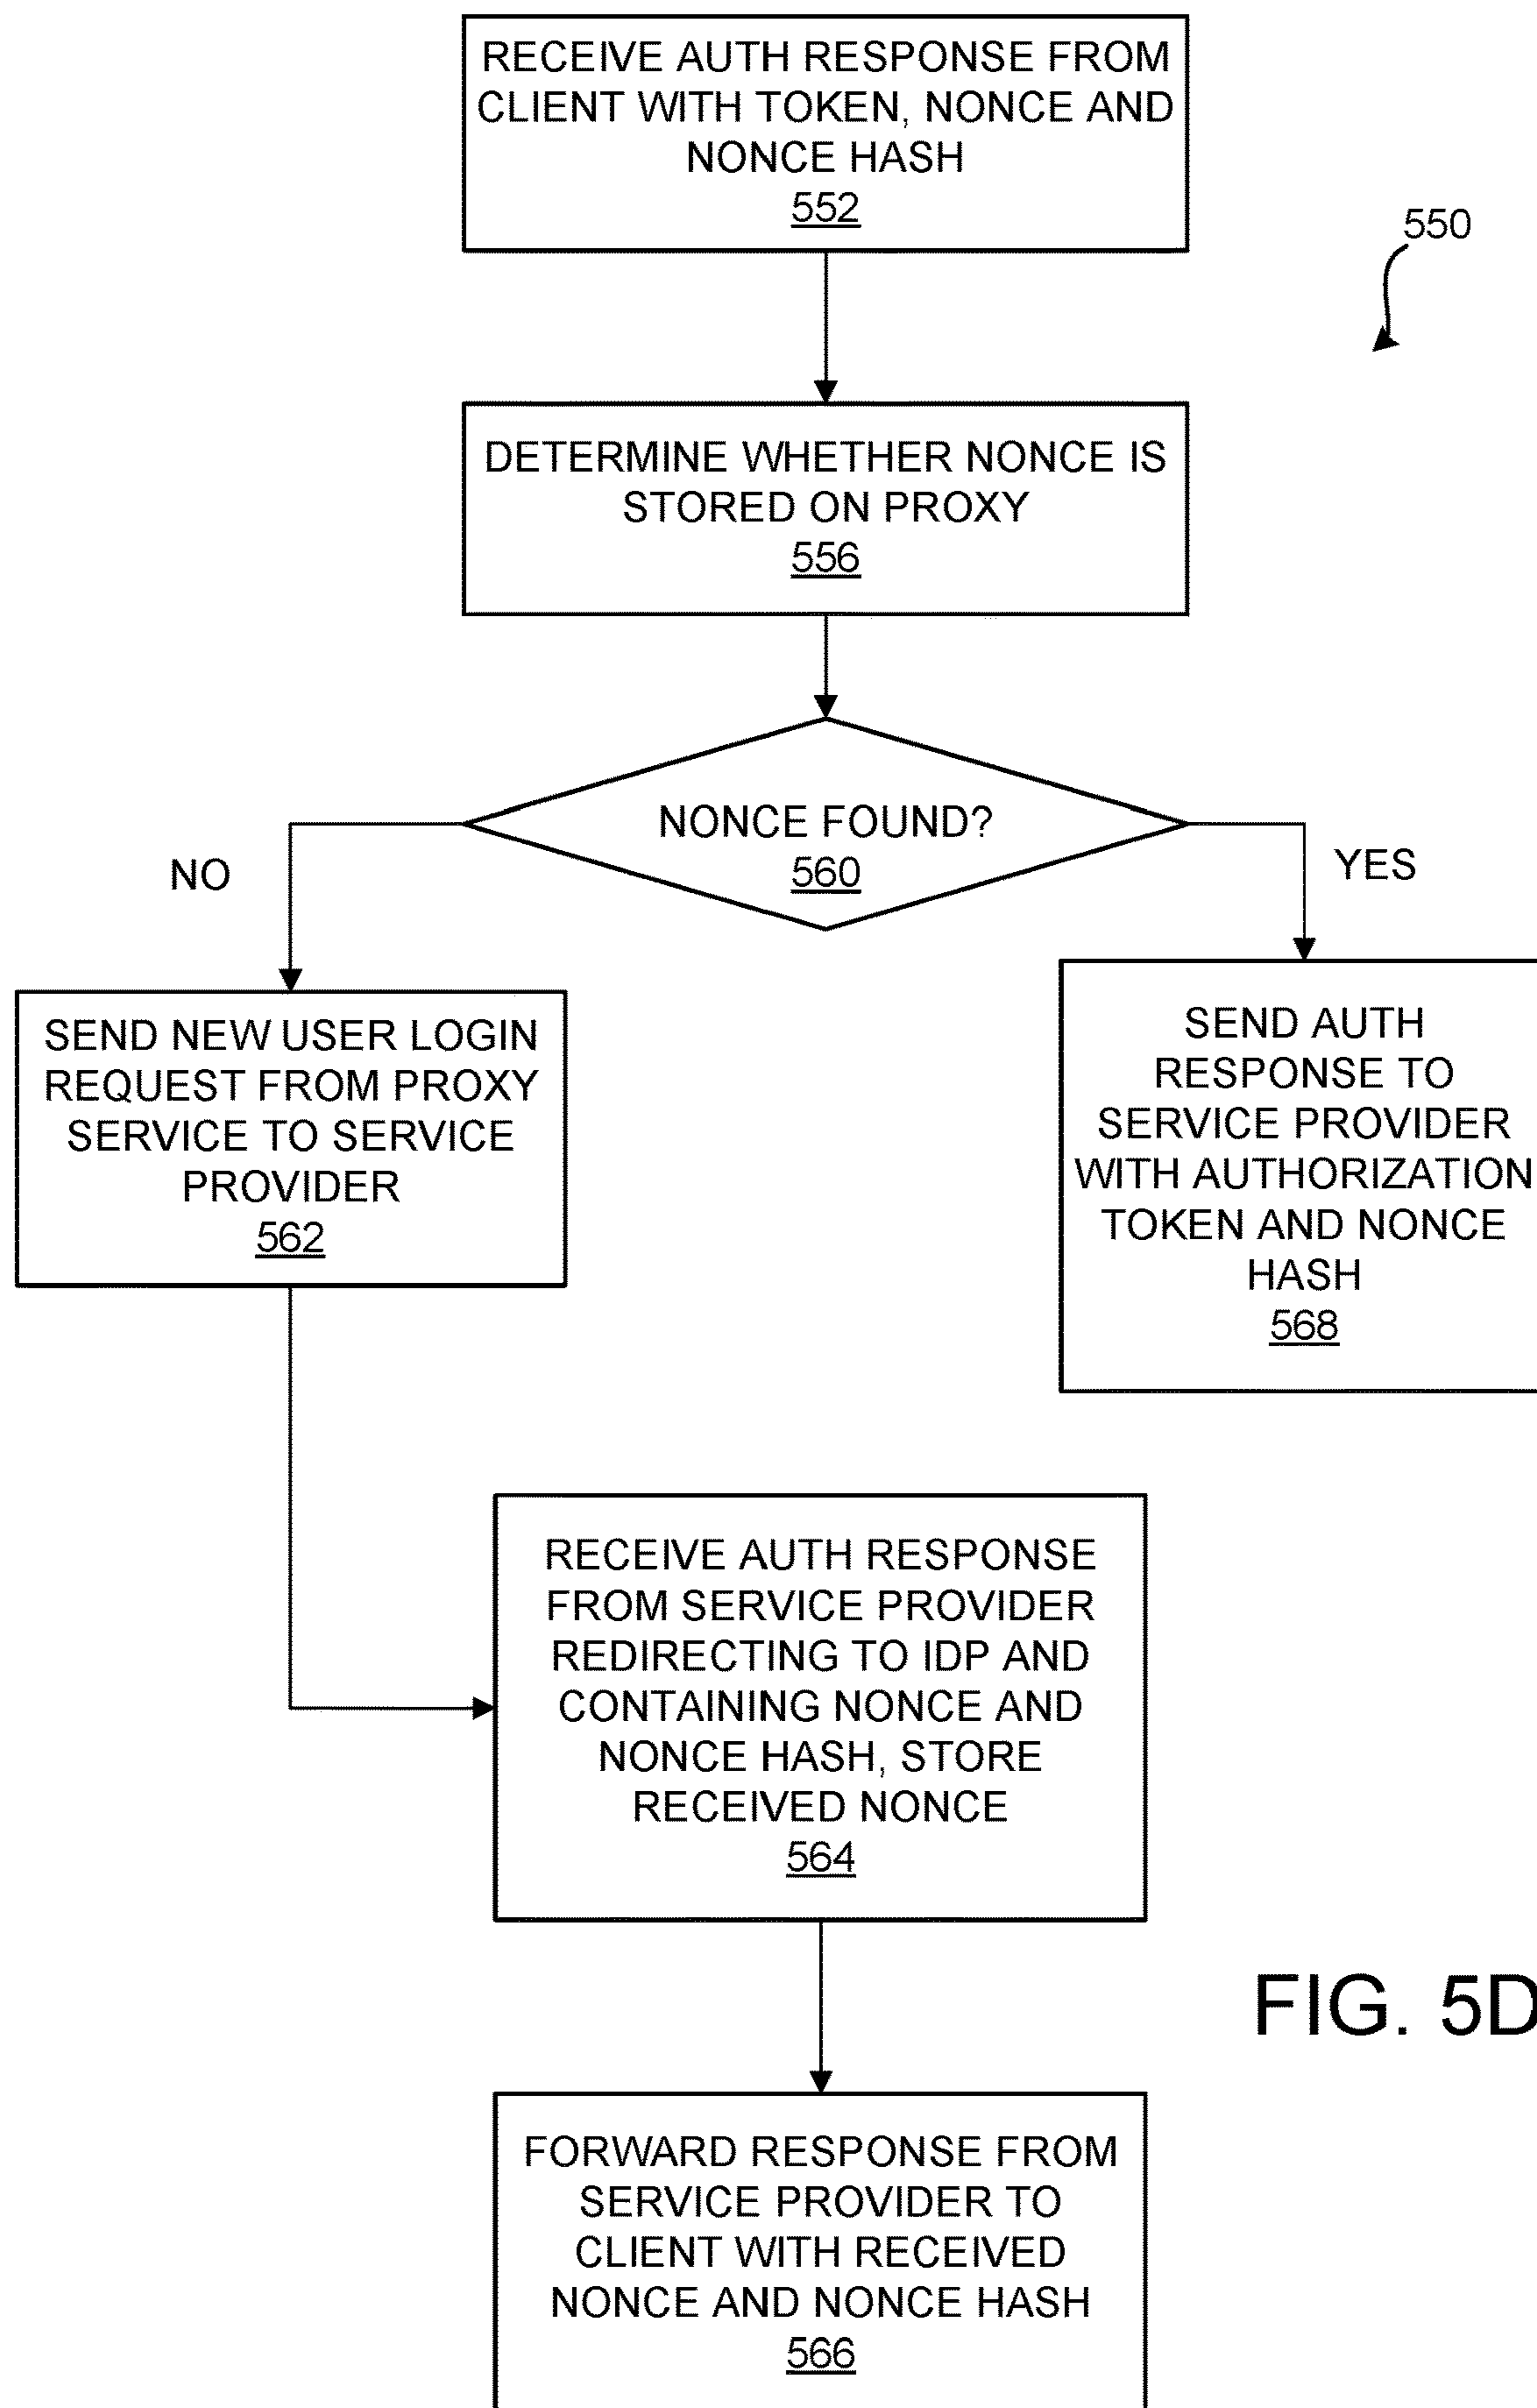 RECEIVE AUTH RESPONSE FROM
CLIENT WITH TOKEN, NONCE AND
NONCE HASH
552
550
DETERMINE WHETHER NONCE IS
STORED ON PROXY
556
NONCE FOUND?
560
NO
YES
SEND NEW USER LOGIN
REQUEST FROM PROXY
SERVICE TO SERVICE
PROVIDER
562
SEND AUTH
RESPONSE TO
SERVICE PROVIDER
WITH AUTHORIZATION
TOKEN AND NONCE
HASH
568
RECEIVE AUTH RESPONSE
FROM SERVICE PROVIDER
REDIRECTING TO IDP AND
CONTAINING NONCE AND
NONCE HASH, STORE
RECEIVED NONCE
564
FIG. 5D
FORWARD RESPONSE FROM
SERVICE PROVIDER TO
CLIENT WITH RECEIVED
NONCE AND NONCE HASH
566